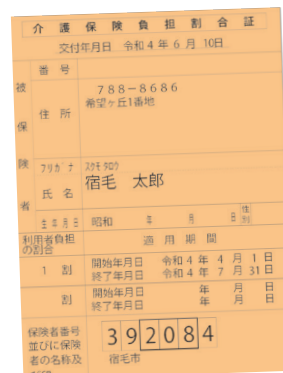 介護保険負担割合証
交付年月日 令和4年6月10日
被保険者
番号
住所
788-8686
希望ヶ丘1番地
フリガナ スクモタロウ
氏名 宿毛 太郎
生年月日 昭和 年 月 日 性別
利用者負担の割合 適用期間
1割 開始年月日 令和4年4月1日
終了年月日 令和4年7月31日
割 開始年月日 年 月 日
終了年月日 年 月 日
保険者番号
並びに保険
者の名称及
392084
宿毛市